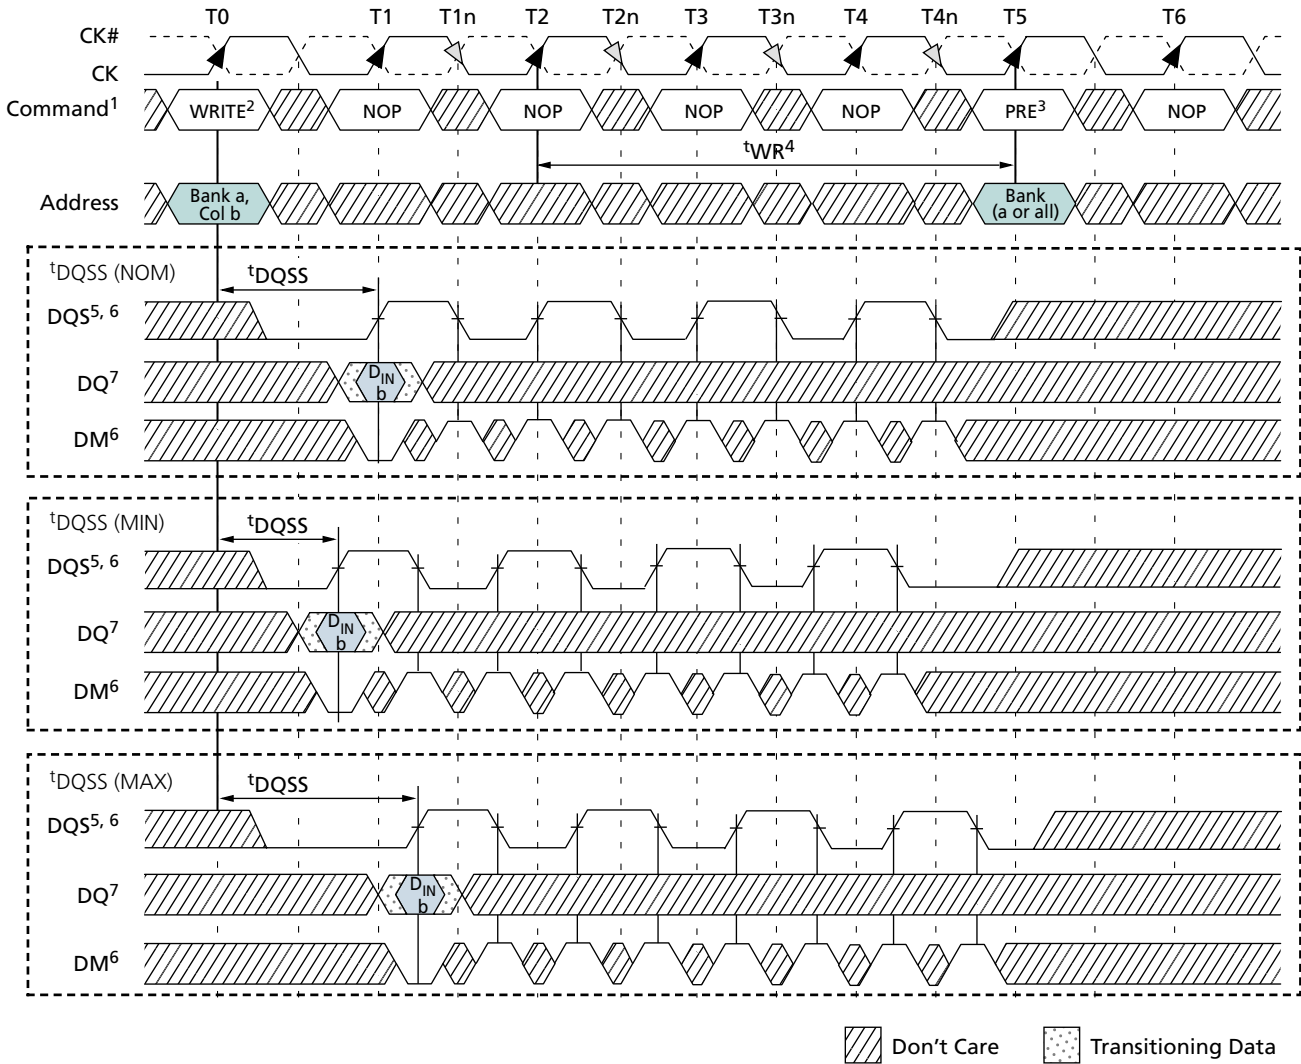 T0 T1 T1n T2 T2n T3 T3n T4 T4n T5 T6
CK#
CK
Command1 WRITE2 NOP NOP NOP NOP PRE3 NOP
tWR4
Address Bank a, Col b Bank (a or all)
tDQSS (NOM) tDQSS
DQS5, 6
DQ7 DIN b
DM6
tDQSS (MIN) tDQSS
DQS5, 6
DQ7 DIN b
DM6
tDQSS (MAX) tDQSS
DQS5, 6
DQ7 DIN b
DM6
Don't Care Transitioning Data